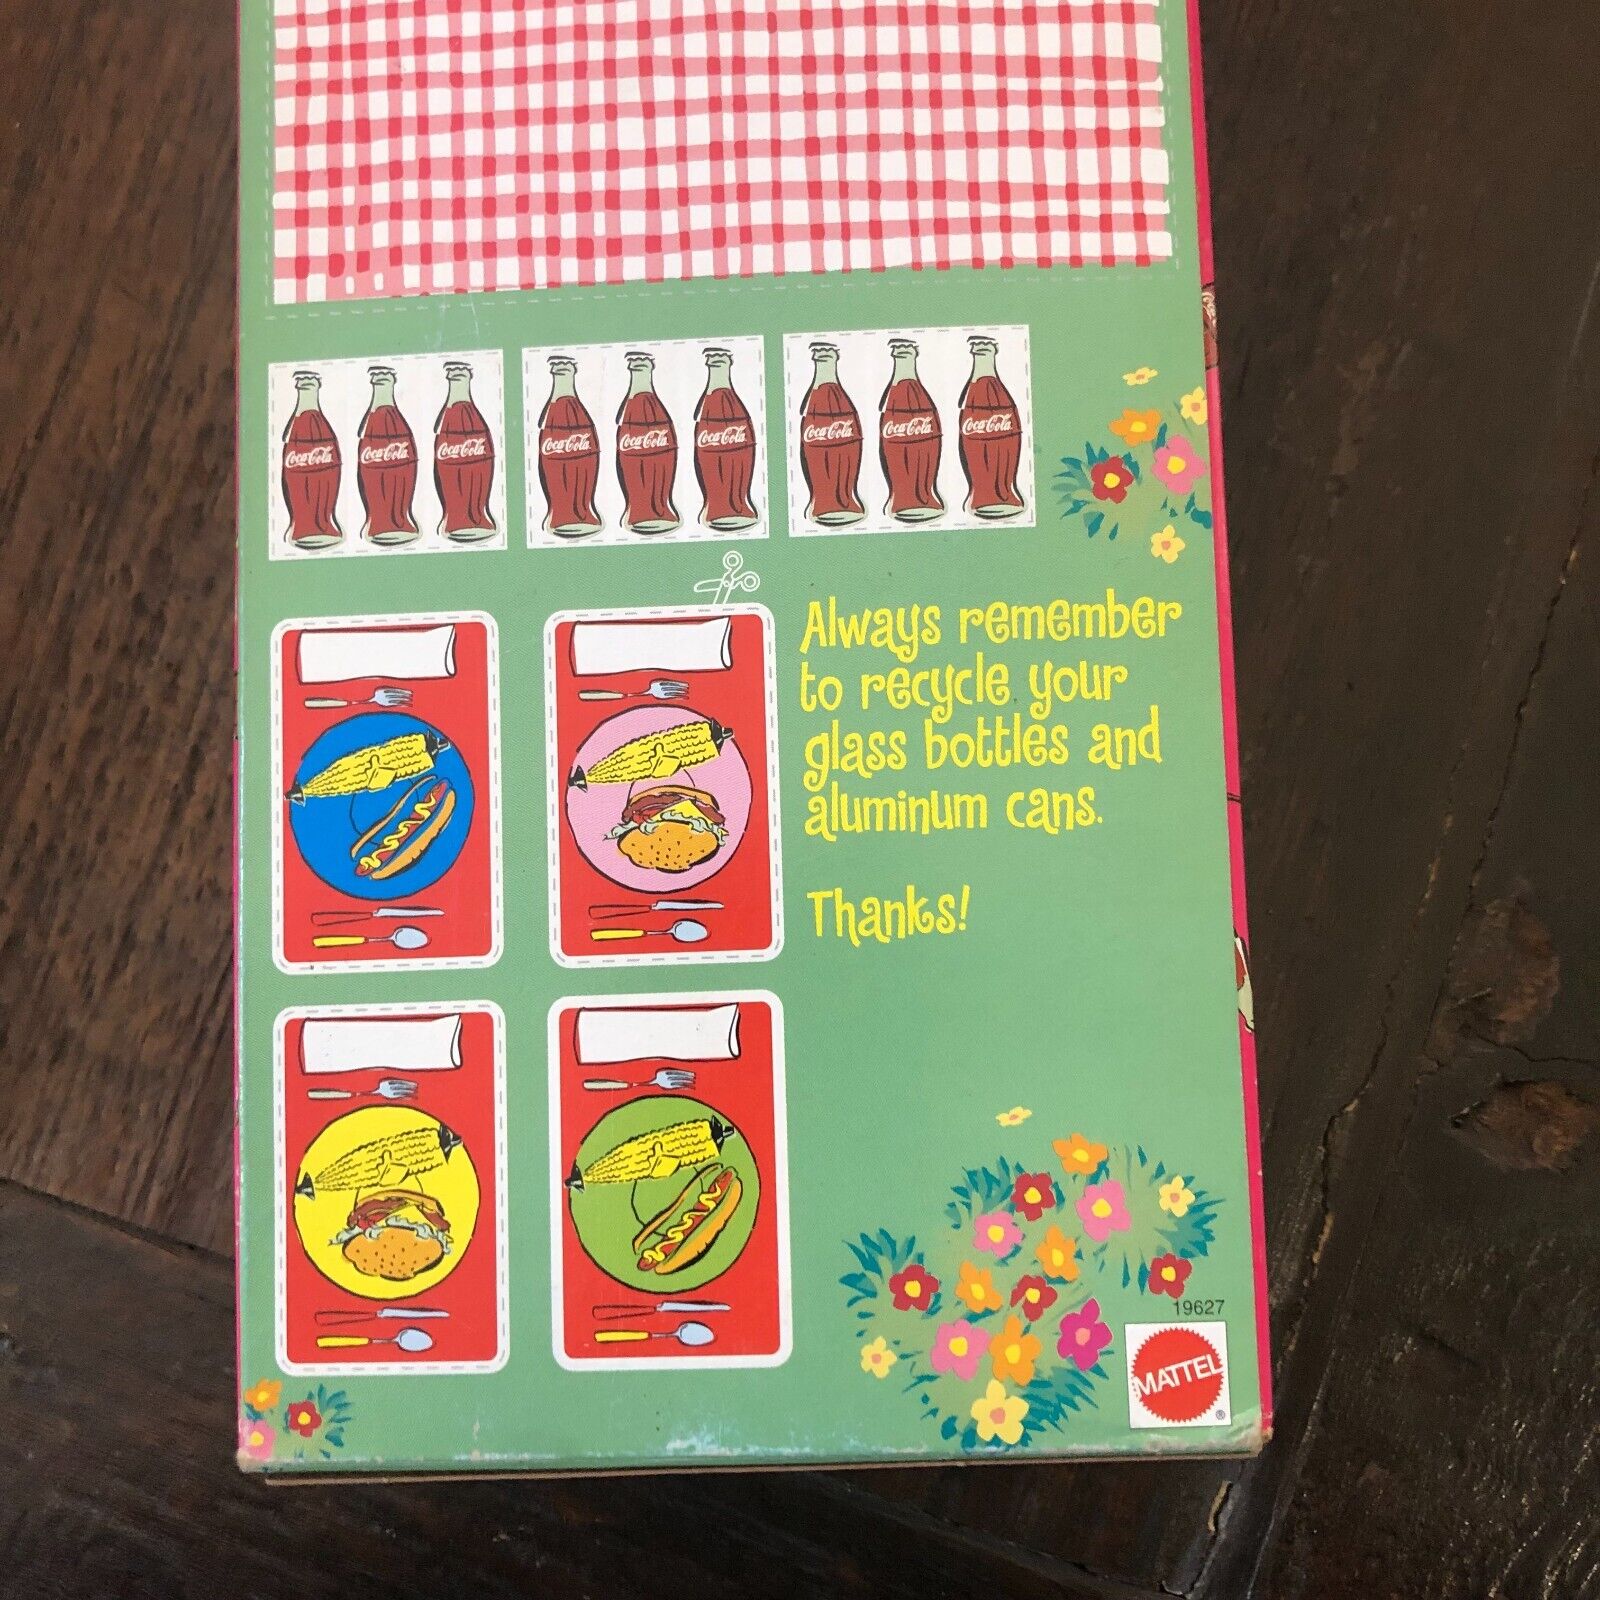 Coca-Cola Coca-Cola Coca-Cola Coca-Cola Coca-Cola Coca-Cola Coca-Cola Coca-Cola Coca-Cola
Always remember
to recycle your
glass bottles and
aluminum cans.
Thanks!
19627
MATTEL
®